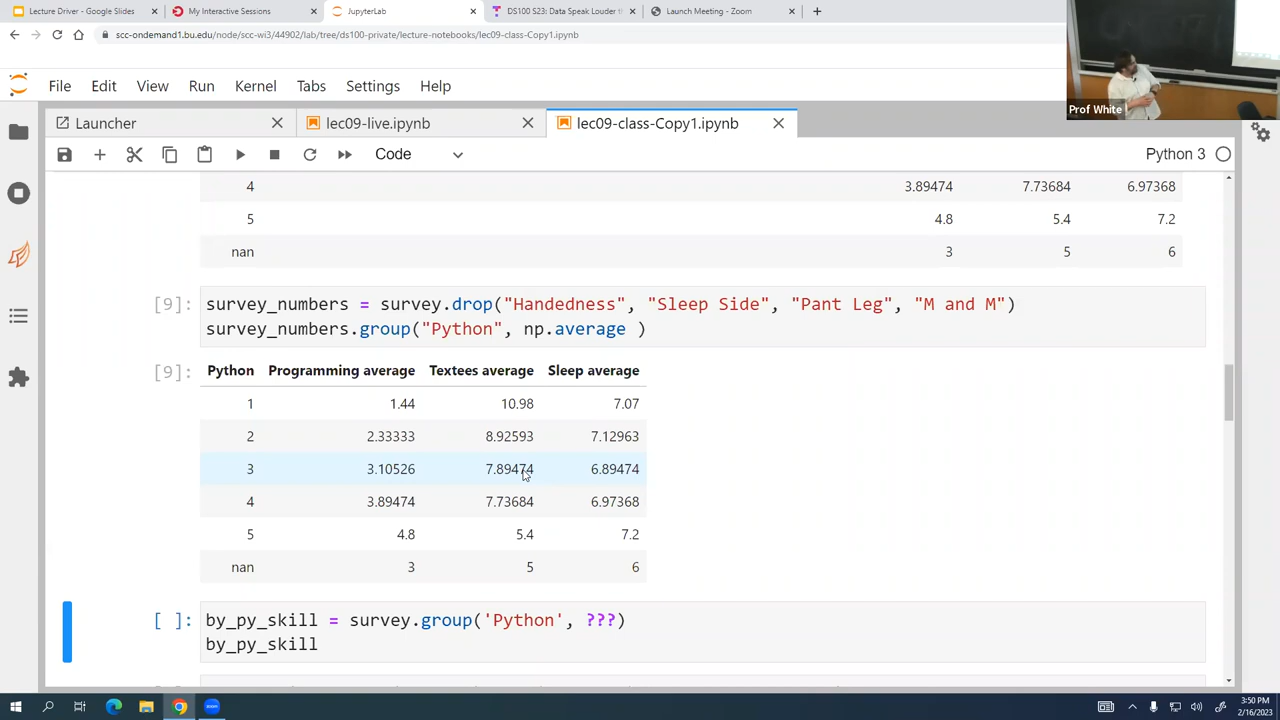 Lecture Driver - Google Slides
My Interactive Sessions
JupyterLab
DS100 S23: Data Speak Louder
Launch Meeting - Zoom
scc-ondemand1.bu.edu/node/scc-wi3/44902/lab/tree/ds100-private/lecture-notebooks/lec09-class-Copy1.ipynb
Prof White
File Edit View Run Kernel Tabs Settings Help
Launcher
lec09-live.ipynb
lec09-class-Copy1.ipynb
Code
Python 3
4 3.89474 7.73684 6.97368
5 4.8 5.4 7.2
nan 3 5 6
[9]: survey_numbers = survey.drop("Handedness", "Sleep Side", "Pant Leg", "M and M")
survey_numbers.group("Python", np.average )
[9]: Python Programming average Textees average Sleep average
1 1.44 10.98 7.07
2 2.33333 8.92593 7.12963
3 3.10526 7.89474 6.89474
4 3.89474 7.73684 6.97368
5 4.8 5.4 7.2
nan 3 5 6
[ ]: by_py_skill = survey.group('Python', ???)
by_py_skill
3:50 PM
2/16/2023